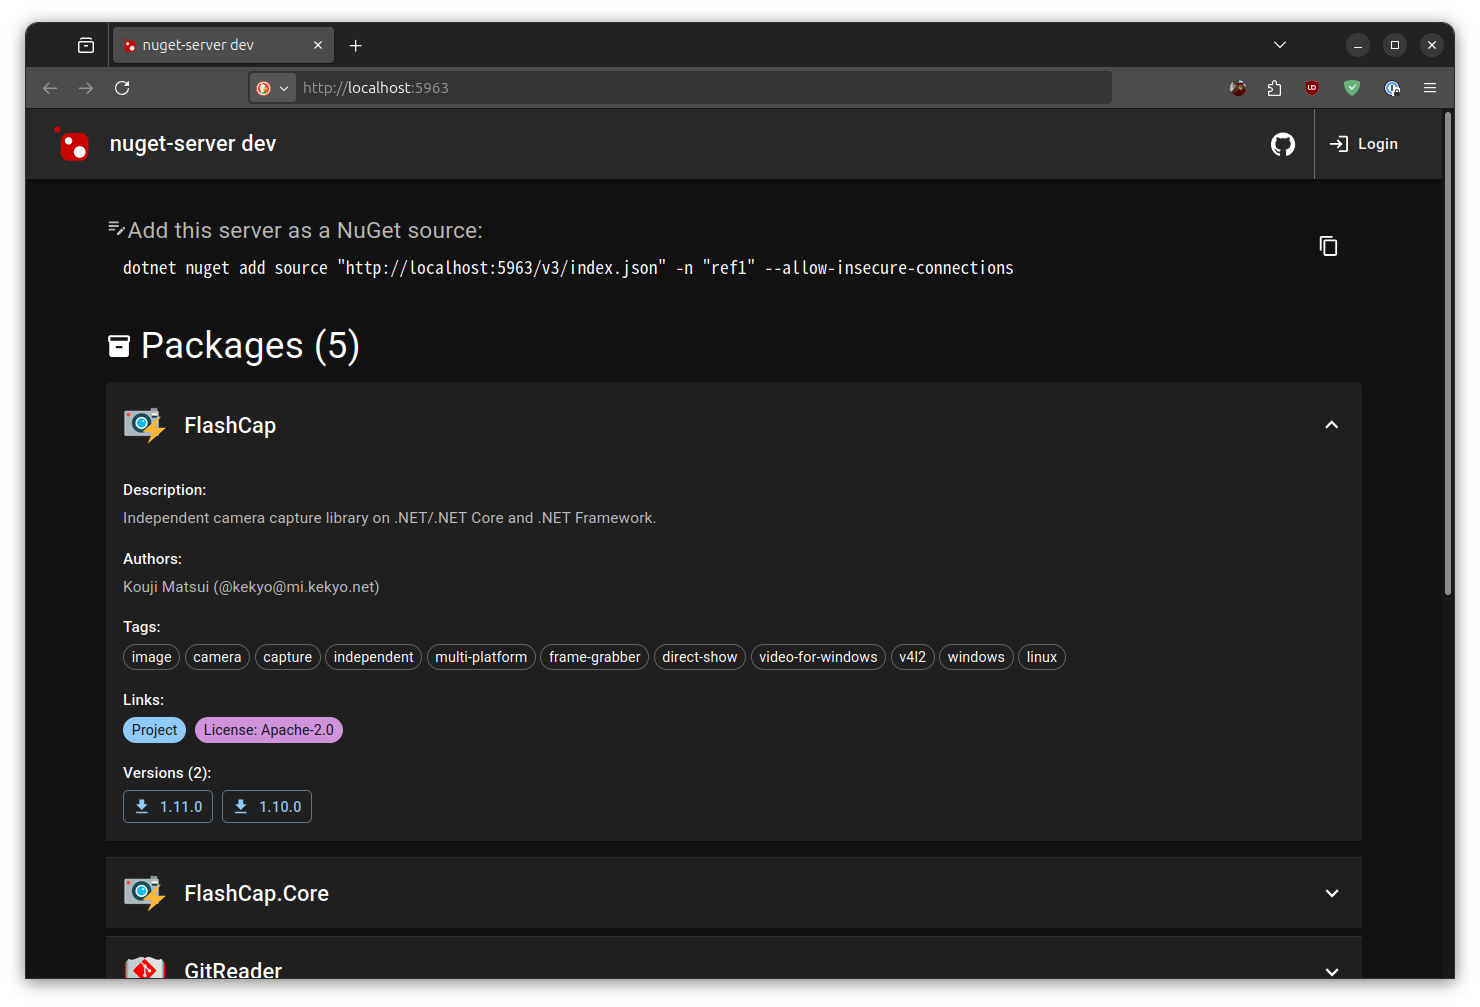 nuget-server dev
http://localhost:5963
nuget-server dev
Login
Add this server as a NuGet source:
dotnet nuget add source "http://localhost:5963/v3/index.json" -n "ref1" --allow-insecure-connections
Packages (5)
FlashCap
Description:
Independent camera capture library on .NET/.NET Core and .NET Framework.
Authors:
Kouji Matsui (@kekyo@mi.kekyo.net)
Tags:
image camera capture independent multi-platform frame-grabber direct-show video-for-windows v4l2 windows linux
Links:
Project License: Apache-2.0
Versions (2):
1.11.0 1.10.0
FlashCap.Core
GitReader